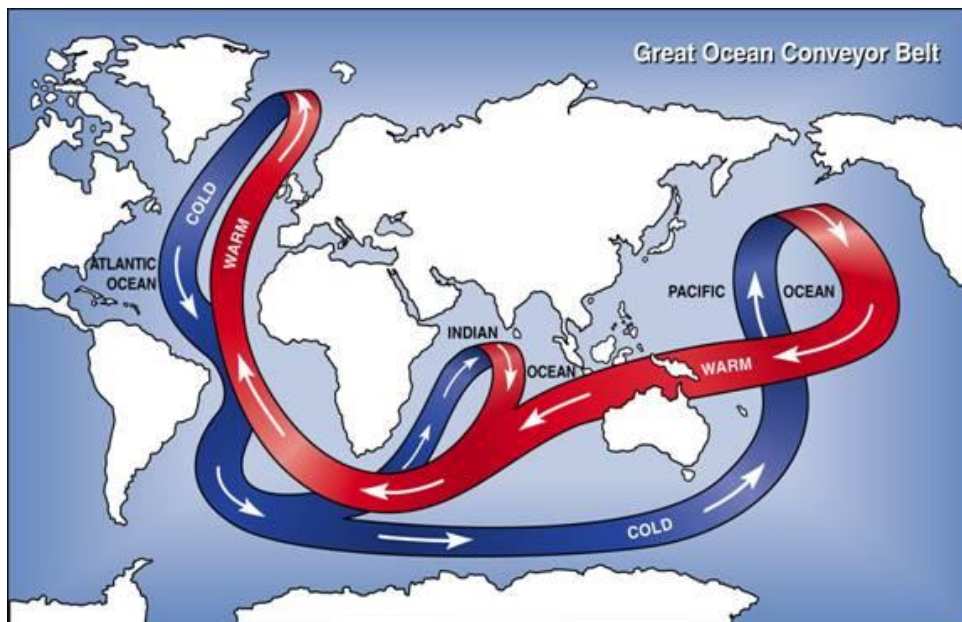 Great Ocean Conveyor Belt
COLD
WARM
ATLANTIC
OCEAN
PACIFIC
OCEAN
INDIAN
OCEAN
WARM
COLD